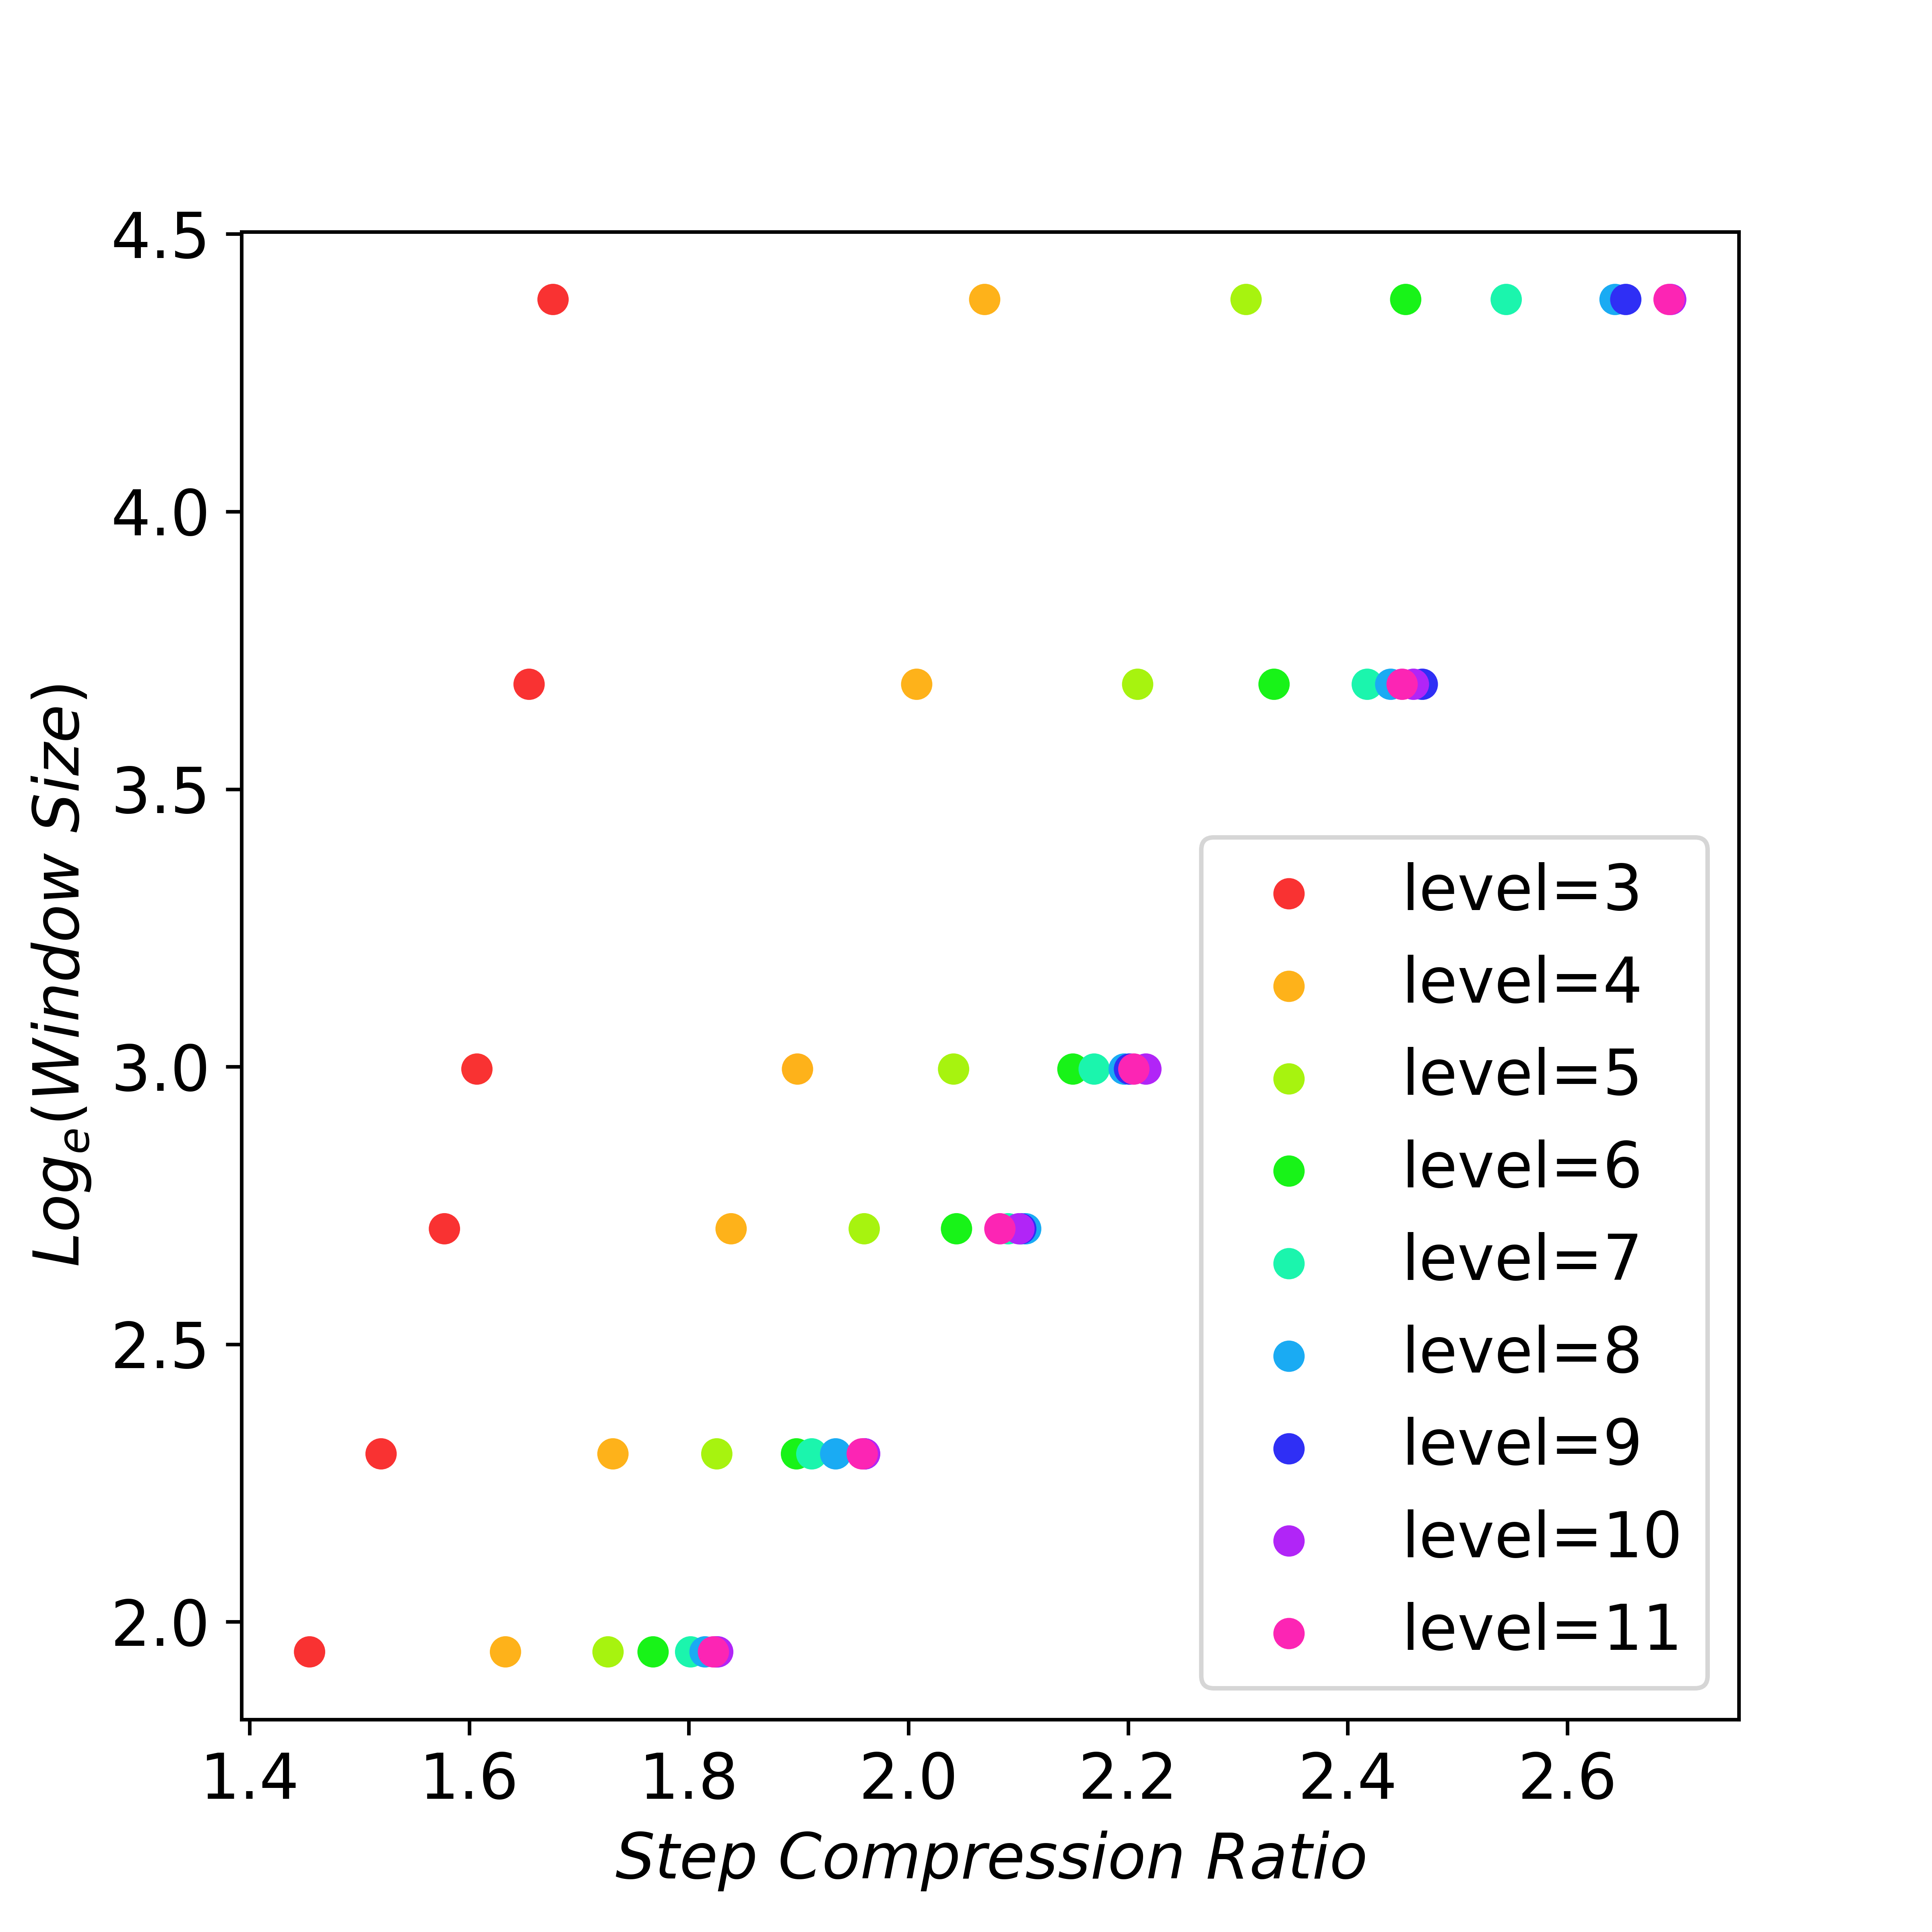 4.5
4.0
3.5
3.0
2.5
2.0
Log_e(Window Size)
1.4 1.6 1.8 2.0 2.2 2.4 2.6
Step Compression Ratio
level=3
level=4
level=5
level=6
level=7
level=8
level=9
level=10
level=11